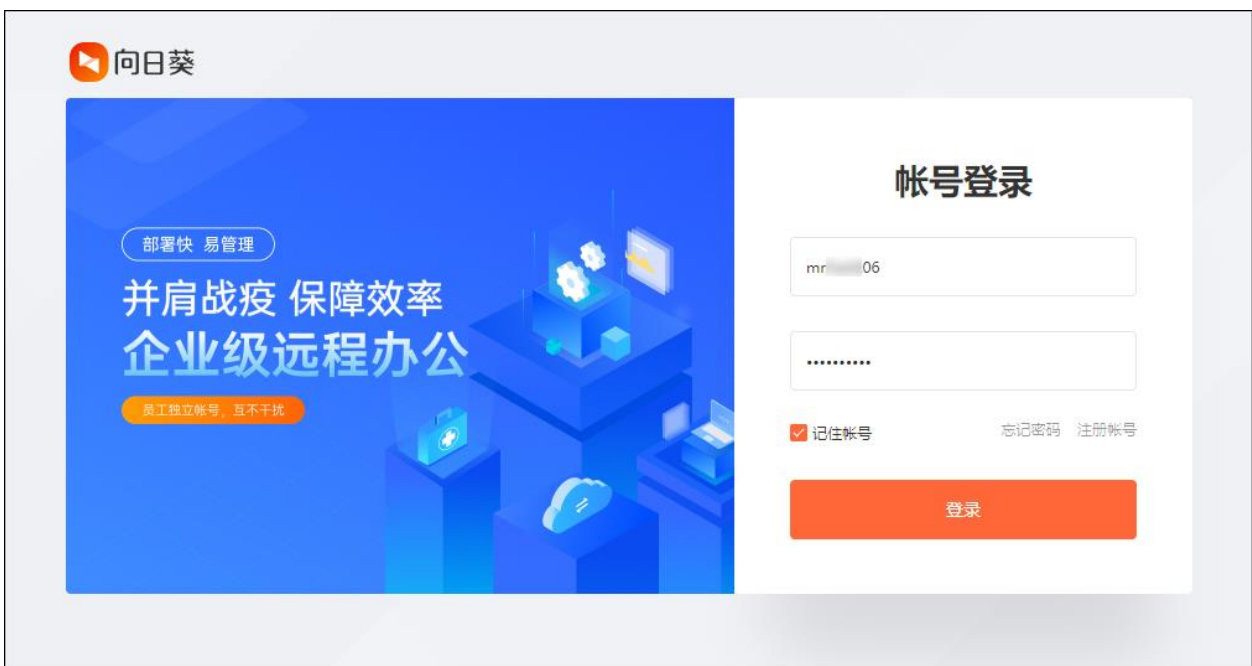 向日葵
部署快 易管理
并肩战疫 保障效率
企业级远程办公
员工独立帐号，互不干扰
帐号登录
mr 06
••••••••••
记住帐号 忘记密码 注册帐号
登录